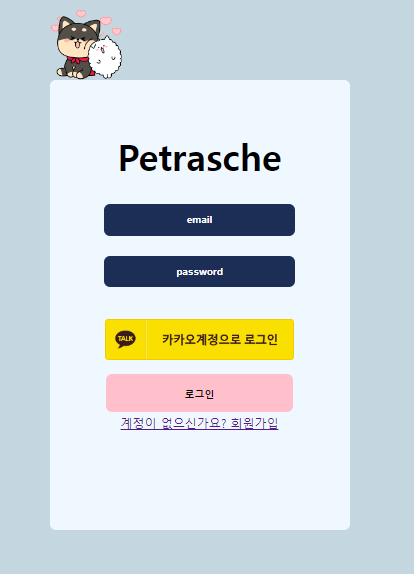 Petrasche
email
password
TALK
카카오계정으로 로그인
로그인
계정이 없으신가요? 회원가입